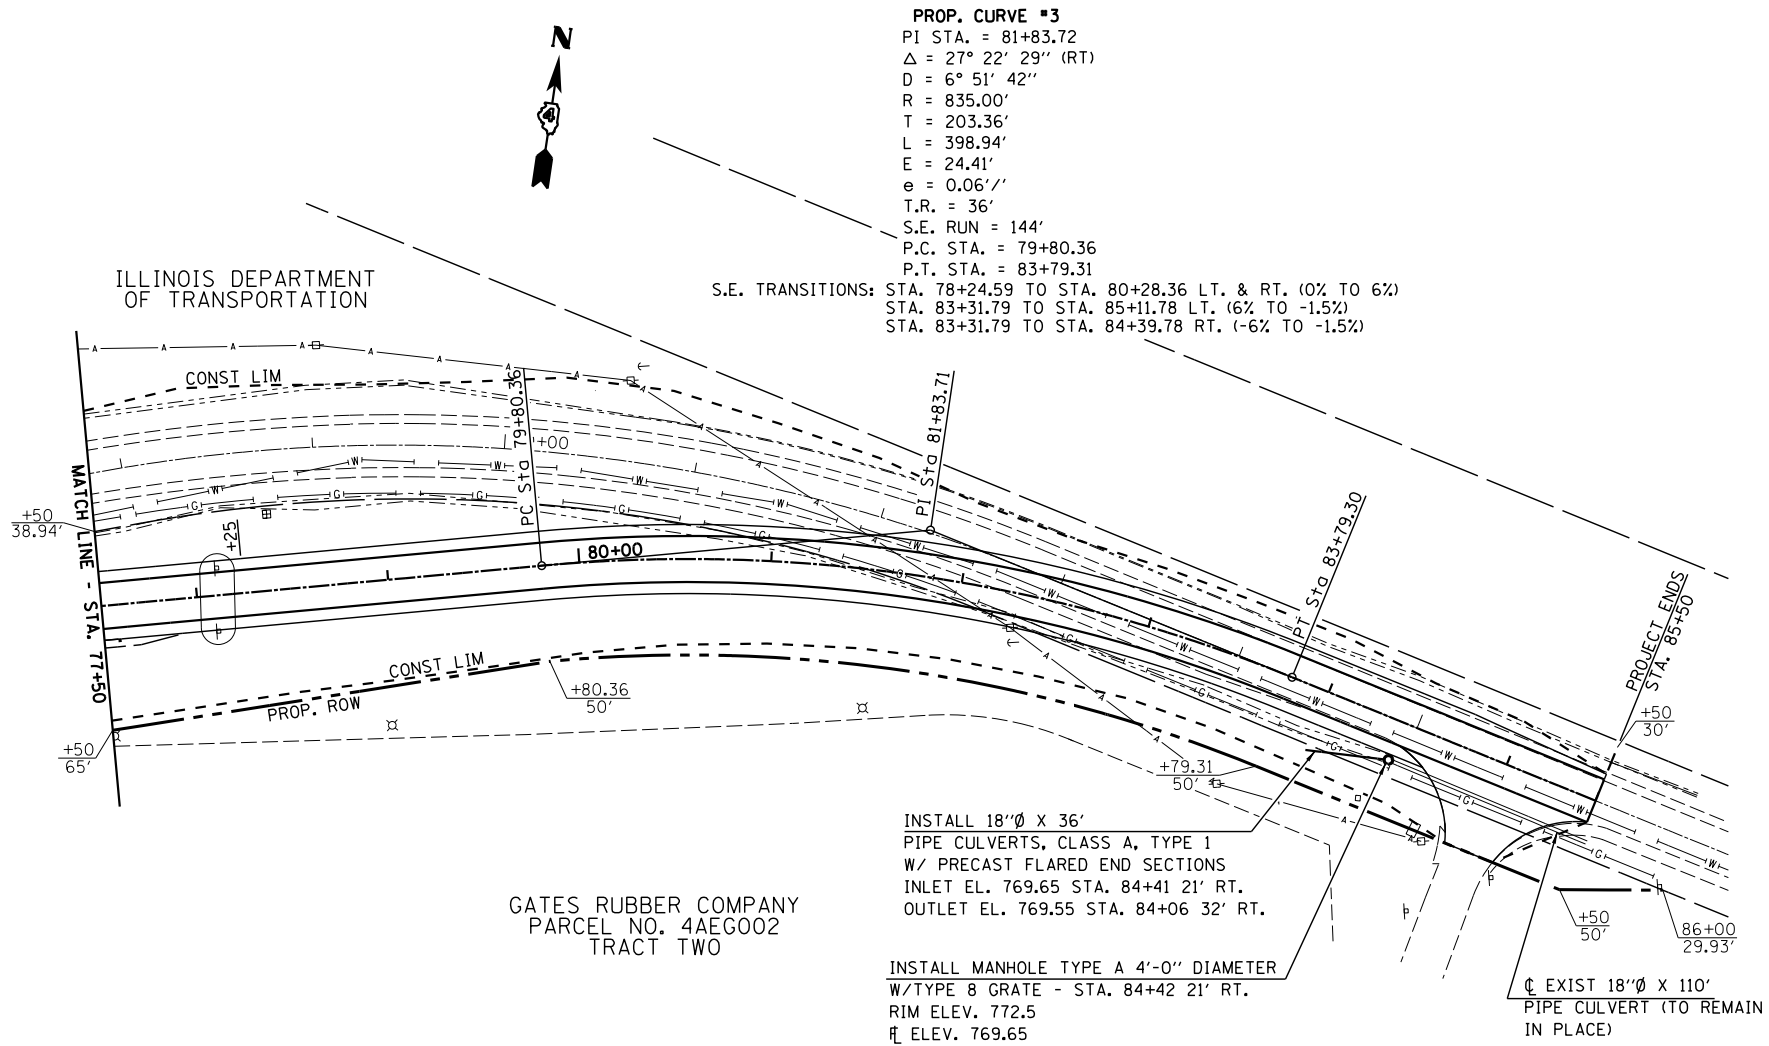 PROP. CURVE #3
PI STA. = 81+83.72
Δ = 27° 22' 29" (RT)
D = 6° 51' 42"
R = 835.00'
T = 203.36'
L = 398.94'
E = 24.41'
e = 0.06'/'
T.R. = 36'
S.E. RUN = 144'
P.C. STA. = 79+80.36
P.T. STA. = 83+79.31
S.E. TRANSITIONS: STA. 78+24.59 TO STA. 80+28.36 LT. & RT. (0% TO 6%)
STA. 83+31.79 TO STA. 85+11.78 LT. (6% TO -1.5%)
STA. 83+31.79 TO STA. 84+39.78 RT. (-6% TO -1.5%)
N
4
ILLINOIS DEPARTMENT
OF TRANSPORTATION
CONST LIM
PC Sta 79+80.36
+00
PI Sta 81+83.71
PT Sta 83+79.30
PROJECT ENDS
STA. 85+50
MATCH LINE - STA. 77+50
+50
38.94'
+25
80+00
CONST LIM
PROP. ROW
+80.36
50'
+50
65'
+79.31
50'
+50
30'
+50
50'
86+00
29.93'
INSTALL 18"Ø X 36'
PIPE CULVERTS, CLASS A, TYPE 1
W/ PRECAST FLARED END SECTIONS
INLET EL. 769.65 STA. 84+41 21' RT.
OUTLET EL. 769.55 STA. 84+06 32' RT.
GATES RUBBER COMPANY
PARCEL NO. 4AEG002
TRACT TWO
INSTALL MANHOLE TYPE A 4'-0" DIAMETER
W/TYPE 8 GRATE - STA. 84+42 21' RT.
RIM ELEV. 772.5
FL ELEV. 769.65
℄ EXIST 18"Ø X 110'
PIPE CULVERT (TO REMAIN
IN PLACE)